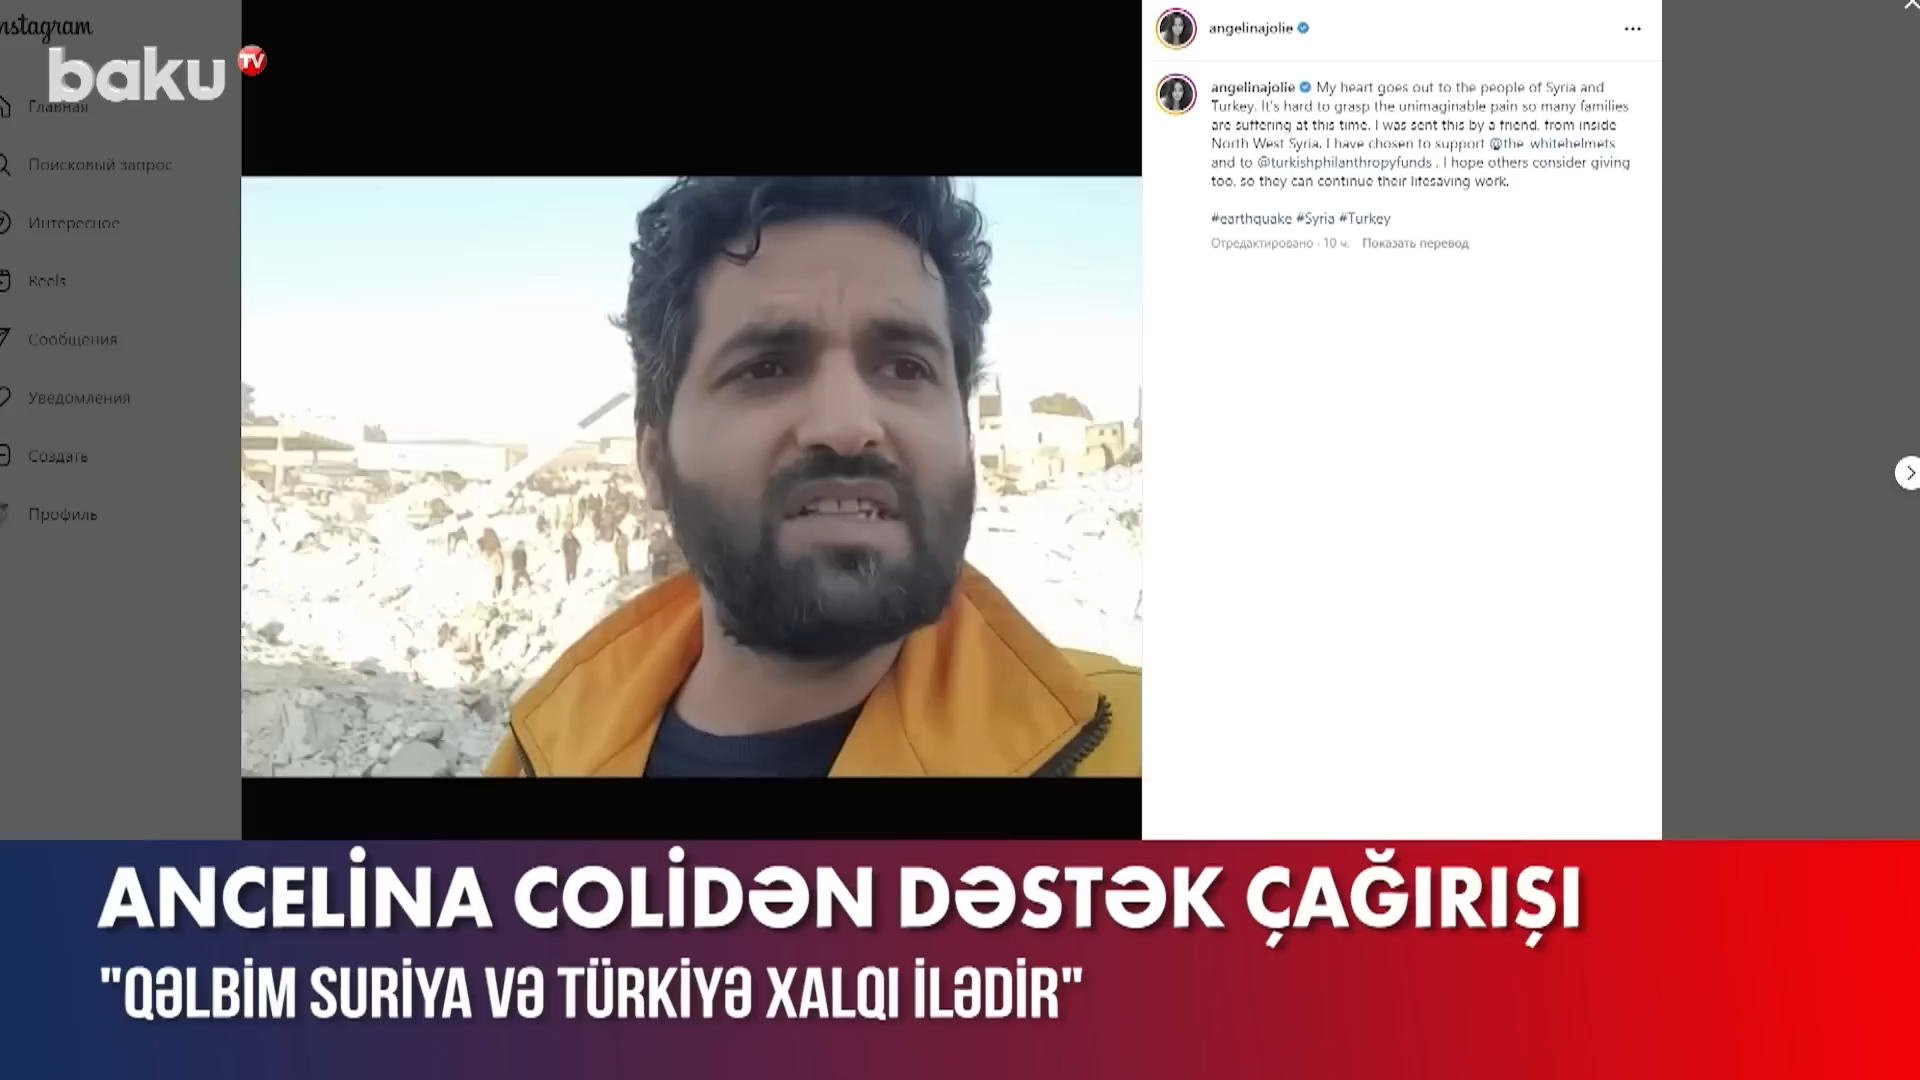 Instagram
baku TV
Главная
Поисковый запрос
Интересное
Reels
Сообщения
Уведомления
Создать
Профиль
angelinajolie
angelinajolie My heart goes out to the people of Syria and
Turkey. It's hard to grasp the unimaginable pain so many families
are suffering at this time. I was sent this by a friend, from inside
North West Syria. I have chosen to support @the_whitehelmets
and to @turkishphilanthropyfunds . I hope others consider giving
too, so they can continue their lifesaving work.
#earthquake #Syria #Turkey
Отредактировано · 10 ч. Показать перевод
ANCELİNA COLİDƏN DƏSTƏK ÇAĞIRIŞI
"QƏLBİM SURİYA VƏ TÜRKİYƏ XALQI İLƏDİR"